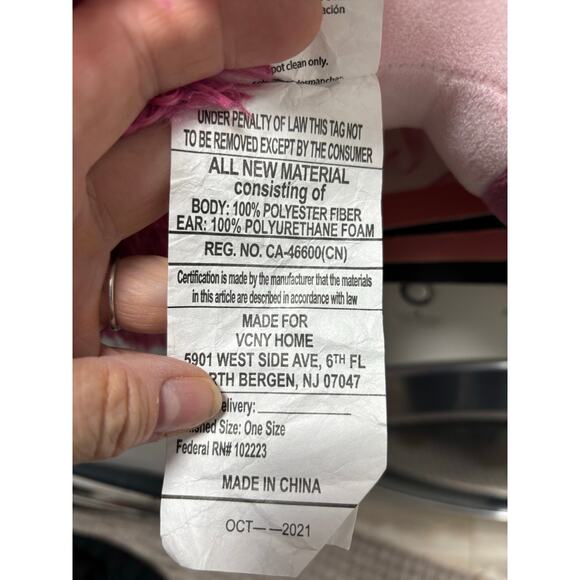 ación
pot clean only.
UNDER PENALTY OF LAW THIS TAG NOT
TO BE REMOVED EXCEPT BY THE CONSUMER
ALL NEW MATERIAL
consisting of
BODY: 100% POLYESTER FIBER
EAR: 100% POLYURETHANE FOAM
REG. NO. CA-46600(CN)
Certification is made by the manufacturer that the materials
in this article are described in accordance with law
MADE FOR
VCNY HOME
5901 WEST SIDE AVE, 6TH FL
RTH BERGEN, NJ 07047
elivery:
Size: One Size
Federal RN# 102223
MADE IN CHINA
OCT- -2021